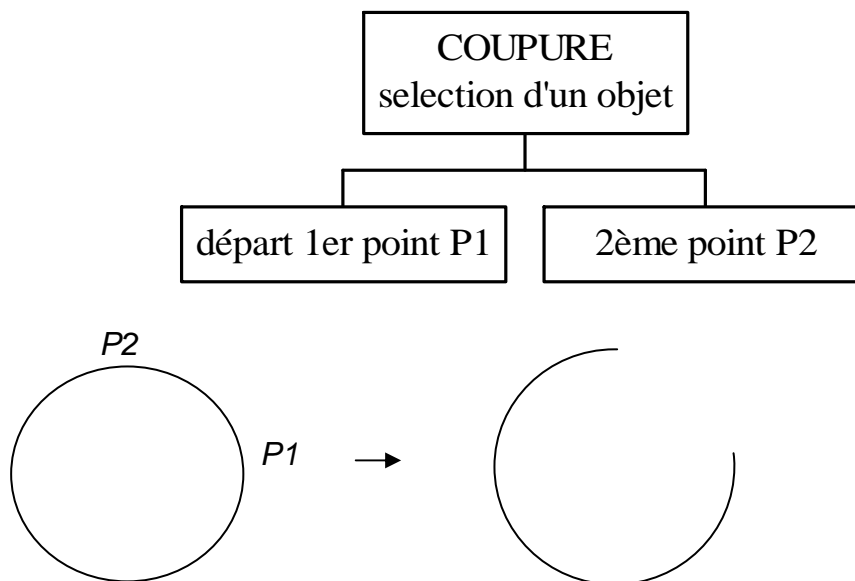 COUPURE
selection d'un objet
départ 1er point P1
2ème point P2
P2
P1